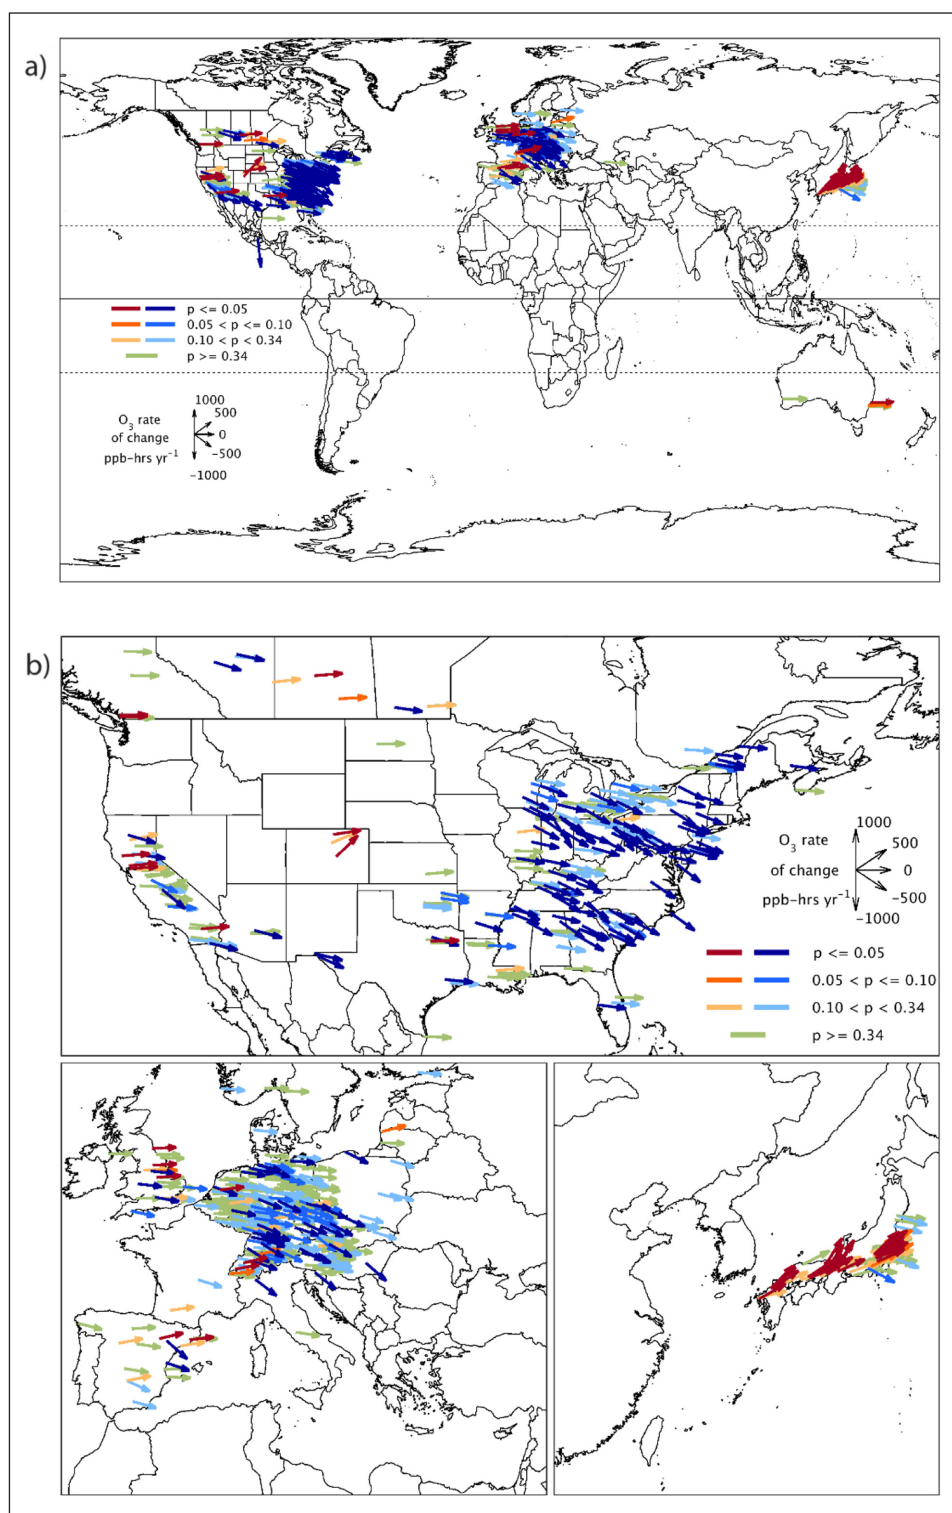 a)
p <= 0.05
0.05 < p <= 0.10
0.10 < p < 0.34
p >= 0.34
1000
O₃ rate 500
of change 0
ppb-hrs yr⁻¹ -500
-1000
b)
1000
O₃ rate 500
of change 0
ppb-hrs yr⁻¹ -500
-1000
p <= 0.05
0.05 < p <= 0.10
0.10 < p < 0.34
p >= 0.34